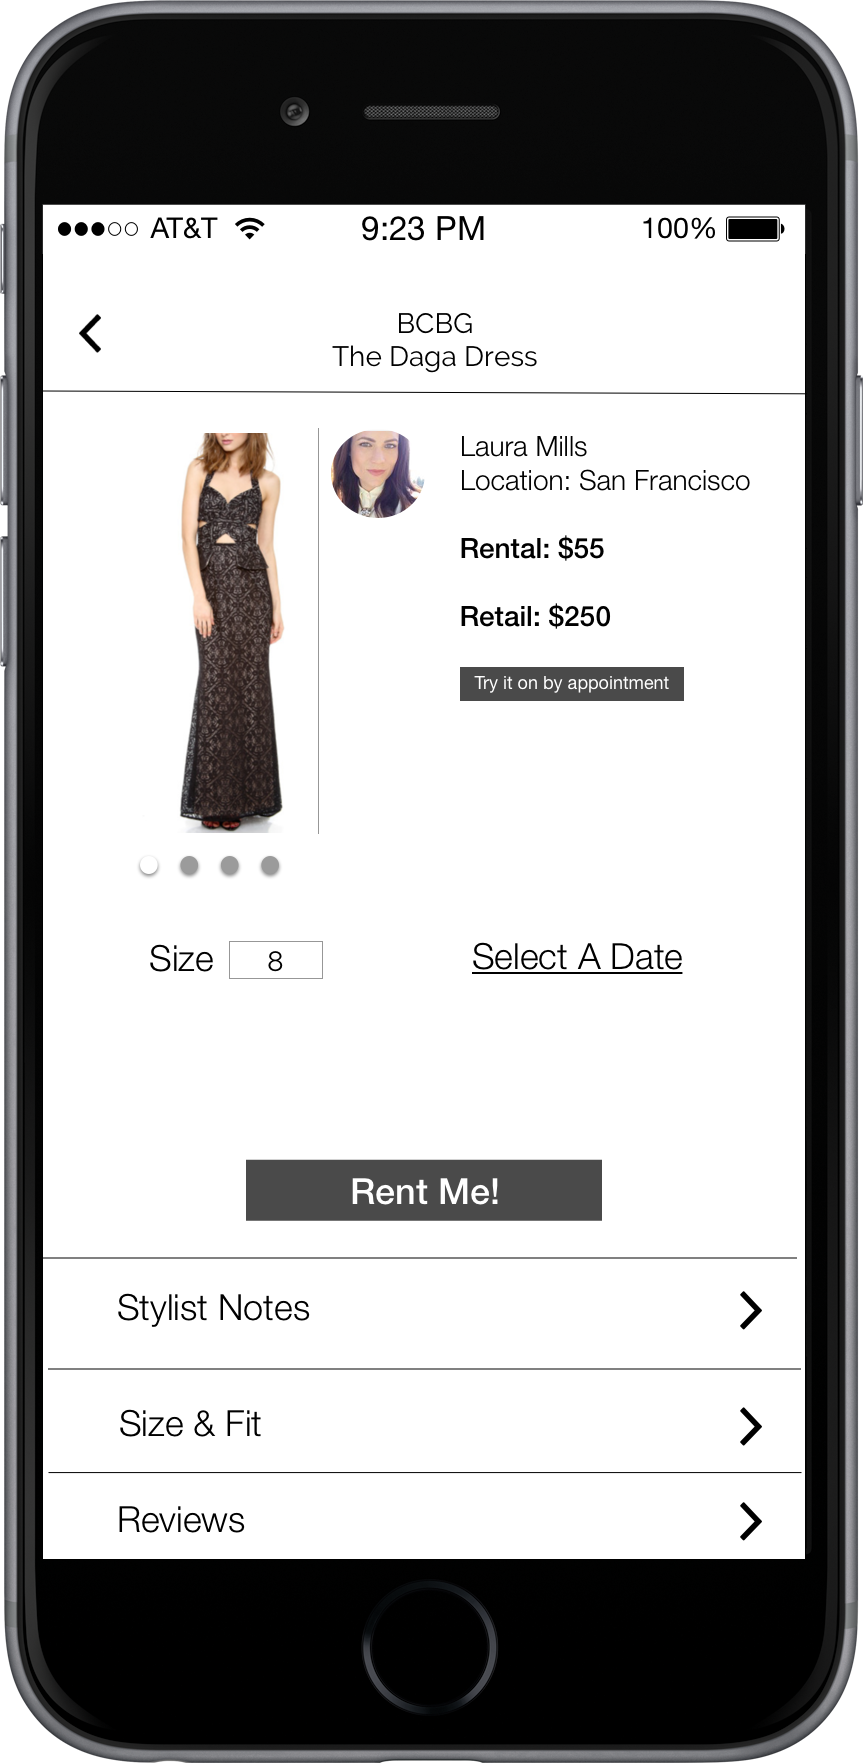 AT&T 9:23 PM 100%
BCBG
The Daga Dress
Laura Mills
Location: San Francisco
Rental: $55
Retail: $250
Try it on by appointment
Size 8
Select A Date
Rent Me!
Stylist Notes
Size & Fit
Reviews